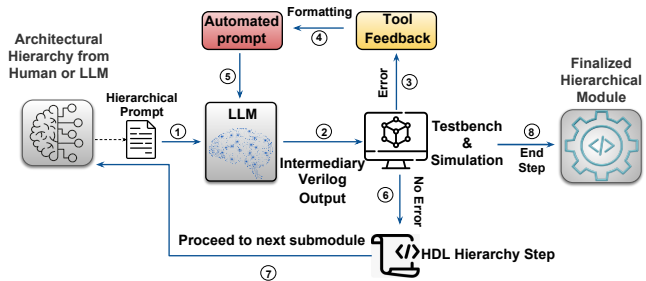 Formatting
Automated
prompt
④
Tool
Feedback
Architectural
Hierarchy from
Human or LLM
⑤
Error
③
Finalized
Hierarchical
Module
Hierarchical
Prompt
①
LLM
②
Intermediary
Verilog
Output
Testbench
&
Simulation
⑧
End
Step
</>
⑥
No Error
Proceed to next submodule
</>
HDL Hierarchy Step
⑦